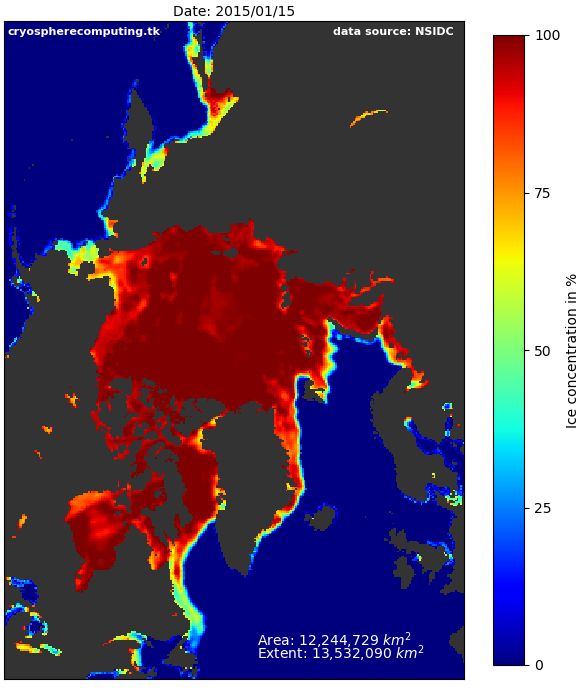 Date: 2015/01/15
cryospherecomputing.tk data source: NSIDC
100
75
50
25
0
Ice concentration in %
Area: 12,244,729 km²
Extent: 13,532,090 km²